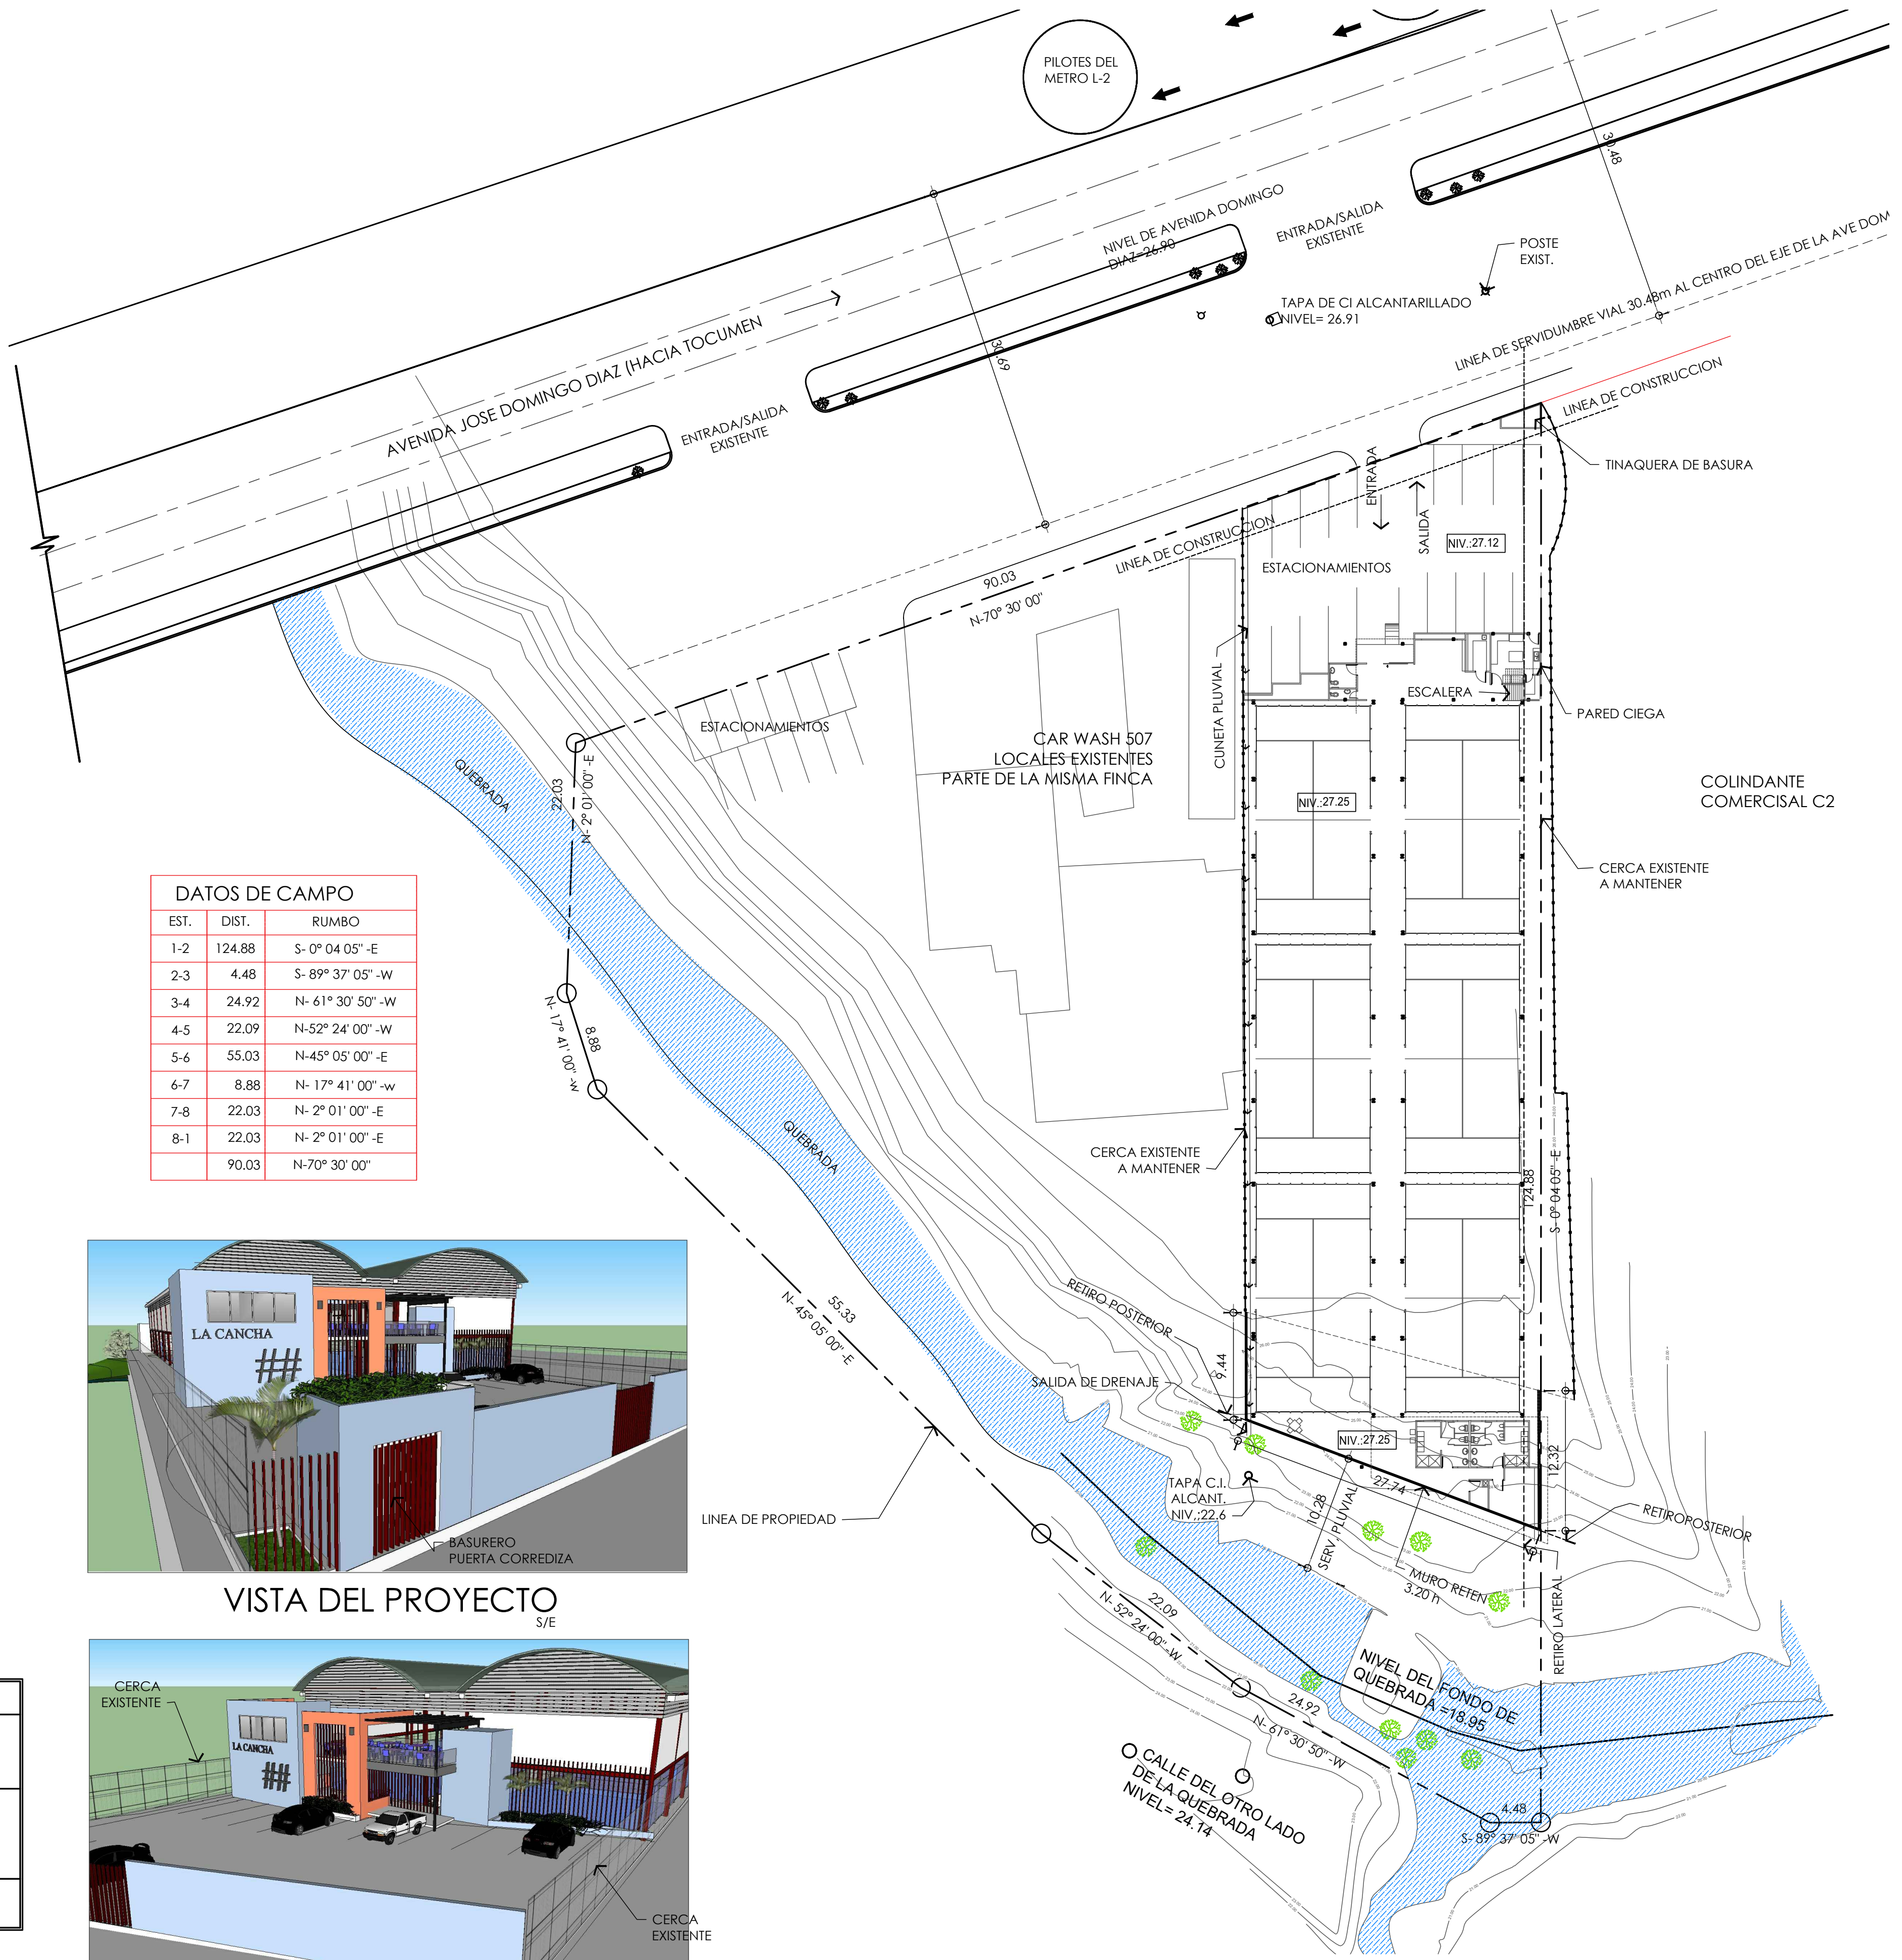 PILOTES DEL
METRO L-2
30.48
NIVEL DE AVENIDA DOMINGO
DIAZ=26.90
ENTRADA/SALIDA
EXISTENTE
POSTE
EXIST.
TAPA DE CI ALCANTARILLADO
NIVEL= 26.91
LINEA DE SERVIDUMBRE VIAL 30.48m AL CENTRO DEL EJE DE LA AVE DOM
AVENIDA JOSE DOMINGO DIAZ (HACIA TOCUMEN
30.69
ENTRADA/SALIDA
EXISTENTE
LINEA DE CONSTRUCCION
TINAQUERA DE BASURA
ENTRADA
SALIDA
NIV.:27.12
LINEA DE CONSTRUCCION
ESTACIONAMIENTOS
90.03
N-70° 30' 00"
CUNETA PLUVIAL
ESCALERA
PARED CIEGA
ESTACIONAMIENTOS
CAR WASH 507
LOCALES EXISTENTES
PARTE DE LA MISMA FINCA
QUEBRADA
22.03
N- 2° 01' 00" -E
NIV.:27.25
COLINDANTE
COMERCISAL C2
CERCA EXISTENTE
A MANTENER
DATOS DE CAMPO
EST. DIST. RUMBO
1-2 124.88 S- 0° 04 05" -E
2-3 4.48 S- 89° 37' 05" -W
3-4 24.92 N- 61° 30' 50" -W
4-5 22.09 N-52° 24' 00" -W
5-6 55.03 N-45° 05' 00" -E
6-7 8.88 N- 17° 41' 00" -w
7-8 22.03 N- 2° 01' 00" -E
8-1 22.03 N- 2° 01' 00" -E
90.03 N-70° 30' 00"
8.88
N- 17° 41' 00" -w
QUEBRADA
CERCA EXISTENTE
A MANTENER
124.88
S- 0° 04 05" -E
55.33
N- 45° 05' 00" -E
RETIRO POSTERIOR
9.44
SALIDA DE DRENAJE
NIV.:27.25
12.32
27.74
TAPA C.I.
ALCANT.
NIV,;22.6
10.28
SERV. PLUVIAL
RETIROPOSTERIOR
LINEA DE PROPIEDAD
MURO RETEN
3.20 h
RETIRO LATERAL
22.09
N- 52° 24' 00" -W
NIVEL DEL FONDO DE
QUEBRADA =18.95
24.92
N- 61° 30' 50" -W
CALLE DEL OTRO LADO
DE LA QUEBRADA
NIVEL= 24.14
4.48
S- 89° 37' 05" -W
LA CANCHA
BASURERO
PUERTA CORREDIZA
VISTA DEL PROYECTO
S/E
CERCA
EXISTENTE
LA CANCHA
CERCA
EXISTENTE